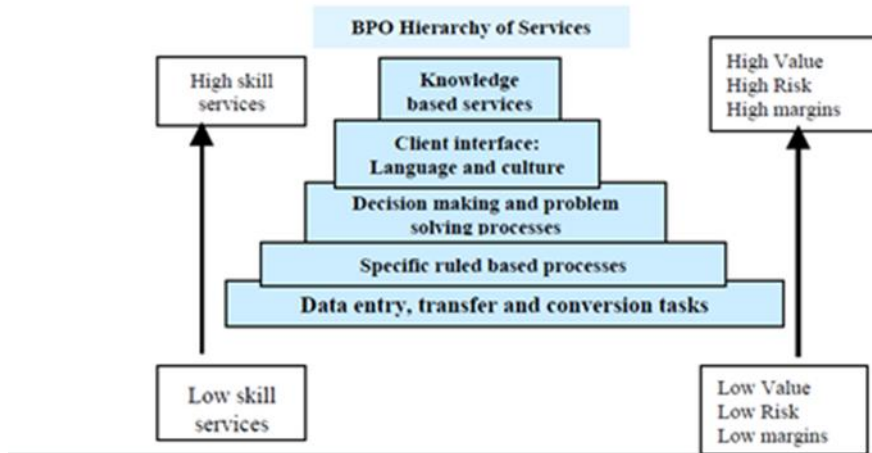 BPO Hierarchy of Services
High skill
services
Knowledge
based services
High Value
High Risk
High margins
Client interface:
Language and culture
Decision making and problem
solving processes
Specific ruled based processes
Data entry, transfer and conversion tasks
Low skill
services
Low Value
Low Risk
Low margins